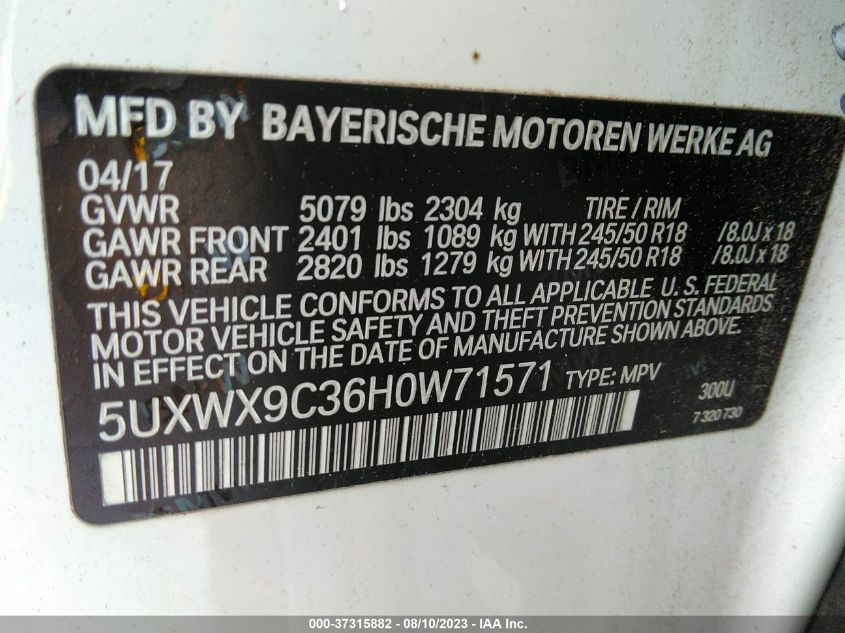 MFD BY BAYERISCHE MOTOREN WERKE AG
04/17
GVWR 5079 lbs 2304 kg TIRE / RIM
GAWR FRONT 2401 lbs 1089 kg WITH 245/50 R18 /8.0J x 18
GAWR REAR 2820 lbs 1279 kg WITH 245/50 R18 /8.0J x 18
THIS VEHICLE CONFORMS TO ALL APPLICABLE U. S. FEDERAL
MOTOR VEHICLE SAFETY AND THEFT PREVENTION STANDARDS
IN EFFECT ON THE DATE OF MANUFACTURE SHOWN ABOVE.
5UXWX9C36H0W71571 TYPE: MPV 300U
7 320 730
000-37315882 - 08/10/2023 - IAA Inc.